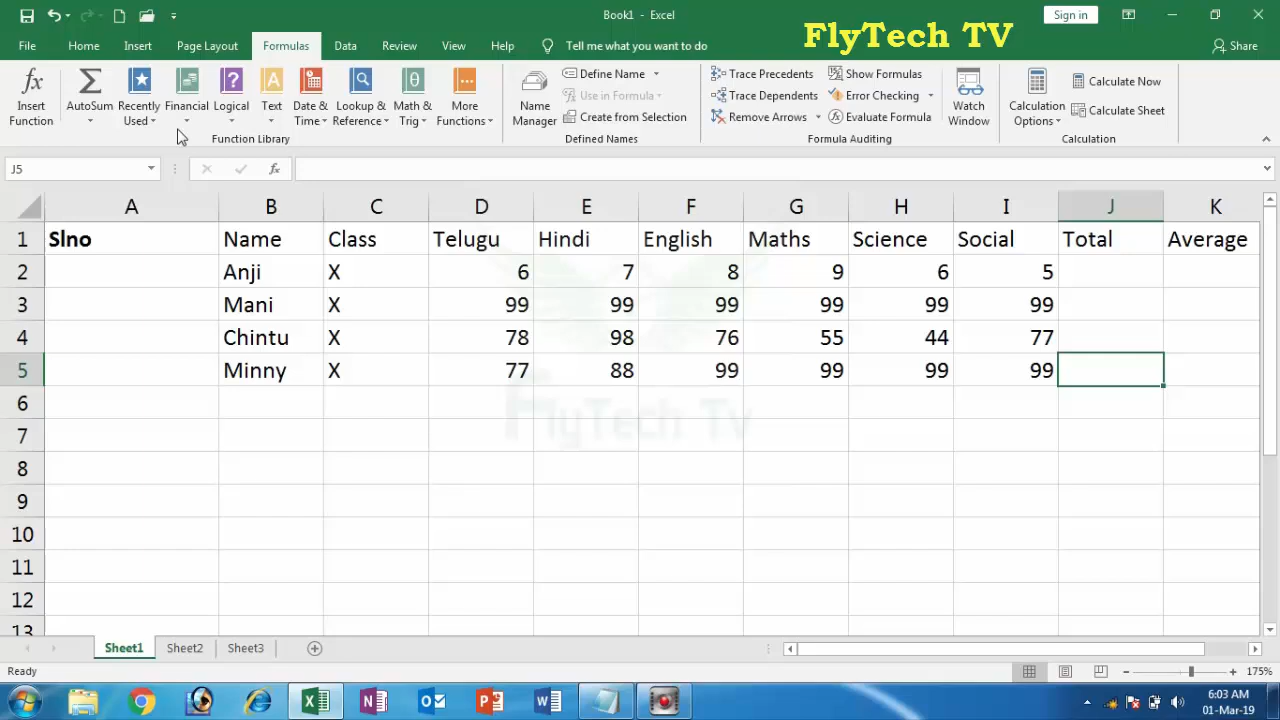 Book1 - Excel
Sign in
FlyTech TV
File Home Insert Page Layout Formulas Data Review View Help Tell me what you want to do Share
Insert Function
AutoSum
Recently Used
Financial
Logical
Text
Date & Time
Lookup & Reference
Math & Trig
More Functions
Function Library
Name Manager
Define Name
Use in Formula
Create from Selection
Defined Names
Trace Precedents
Trace Dependents
Remove Arrows
Show Formulas
Error Checking
Evaluate Formula
Formula Auditing
Watch Window
Calculation Options
Calculate Now
Calculate Sheet
Calculation
J5
fx
A B C D E F G H I J K
1 Slno Name Class Telugu Hindi English Maths Science Social Total Average
2 Anji X 6 7 8 9 6 5
3 Mani X 99 99 99 99 99 99
4 Chintu X 78 98 76 55 44 77
5 Minny X 77 88 99 99 99 99
6
FlyTech Tv
7
8
9
10
11
12
13
Sheet1 Sheet2 Sheet3
Ready
175%
6:03 AM
01-Mar-19